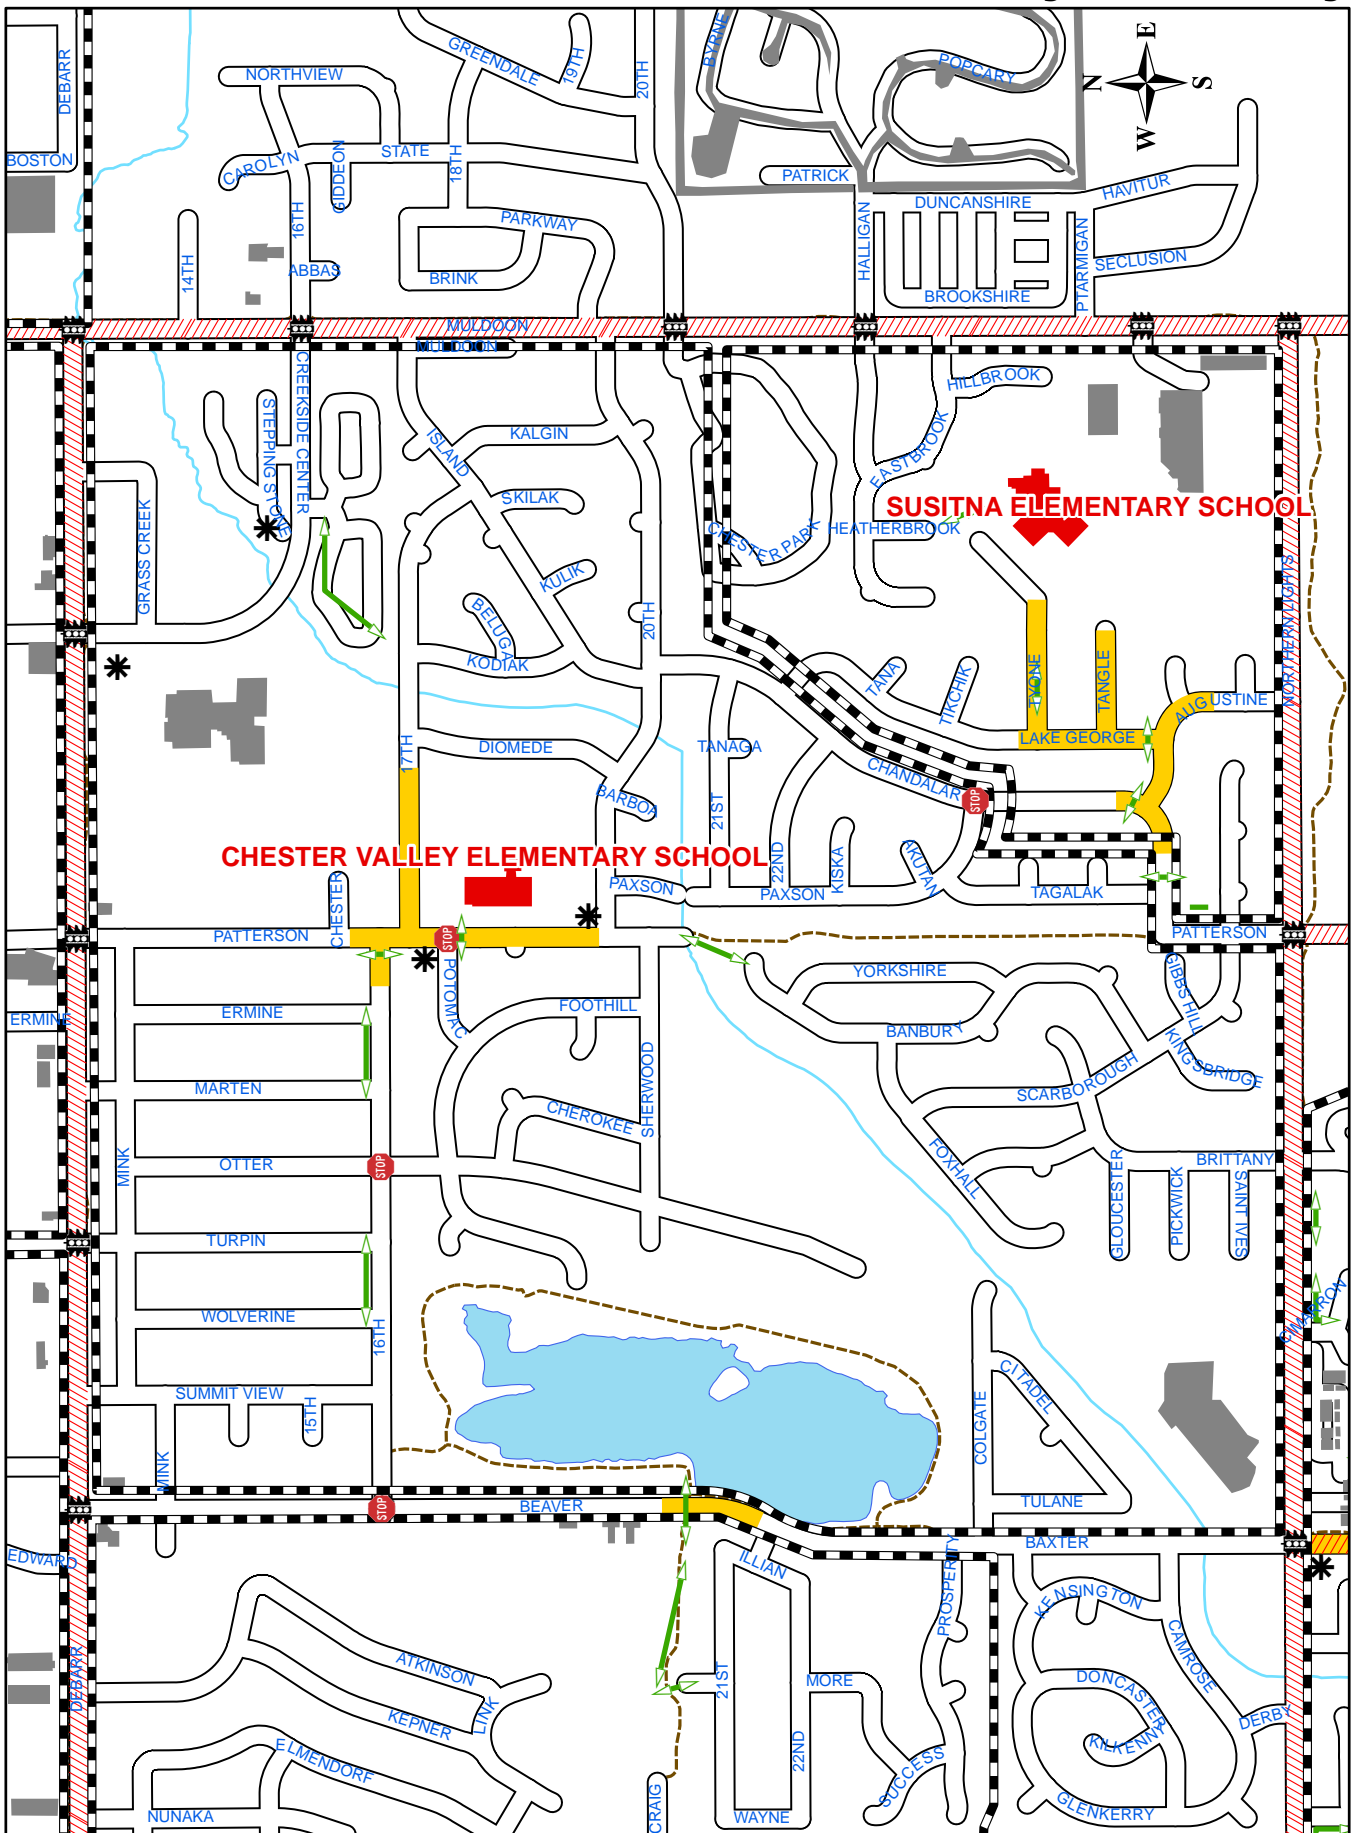 DEBARR
NORTHVIEW
GREENDALE
19TH
20TH
BYRNE
POPCARY
E
N
S
W
BOSTON
CAROLYN
GIDDEON
STATE
18TH
PATRICK
DUNCANSHIRE
HAVITUR
16TH
PARKWAY
HALLIGAN
PTARMIGAN
14TH
ABBAS
BRINK
BROOKSHIRE
SECLUSION
MULDOON
MULDOON
STEPPING STONE
CREEKSIDE CENTER
ISLAND
KALGIN
HILLBROOK
EASTBROOK
GRASS CREEK
SKILAK
SUSITNA ELEMENTARY SCHOOL
CHESTER PARK
HEATHERBROOK
KULIK
BELUGA
20TH
NORTHERN LIGHTS
KODIAK
TANA
TIKCHIK
TYONE
TANGLE
AUGUSTINE
17TH
DIOMEDE
TANAGA
LAKE GEORGE
CHANDALAR
STOP
BARBOA
21ST
CHESTER VALLEY ELEMENTARY SCHOOL
22ND
KISKA
AKUTAN
CHESTER
PAXSON
PAXSON
TAGALAK
PATTERSON
STOP
PATTERSON
POTOMAC
YORKSHIRE
GIBBS HILL
ERMINE
ERMINE
FOOTHILL
BANBURY
KINGSBRIDGE
MARTEN
CHEROKEE
SHERWOOD
SCARBOROUGH
MINK
OTTER
STOP
FOXHALL
GLOUCESTER
PICKWICK
BRITTANY
SAINT IVES
TURPIN
WOLVERINE
16TH
CIMARRON
SUMMIT VIEW
15TH
COLGATE
CITADEL
MINK
STOP
BEAVER
TULANE
EDWARD
ILLIAN
PROSPERITY
BAXTER
KENSINGTON
CAMROSE
DEBARR
ATKINSON
21ST
MORE
DONCASTER
KEPNER
LINK
DERBY
KILKENNY
ELMENDORF
22ND
SUCCESS
NUNAKA
CRAIG
WAYNE
GLENKERRY